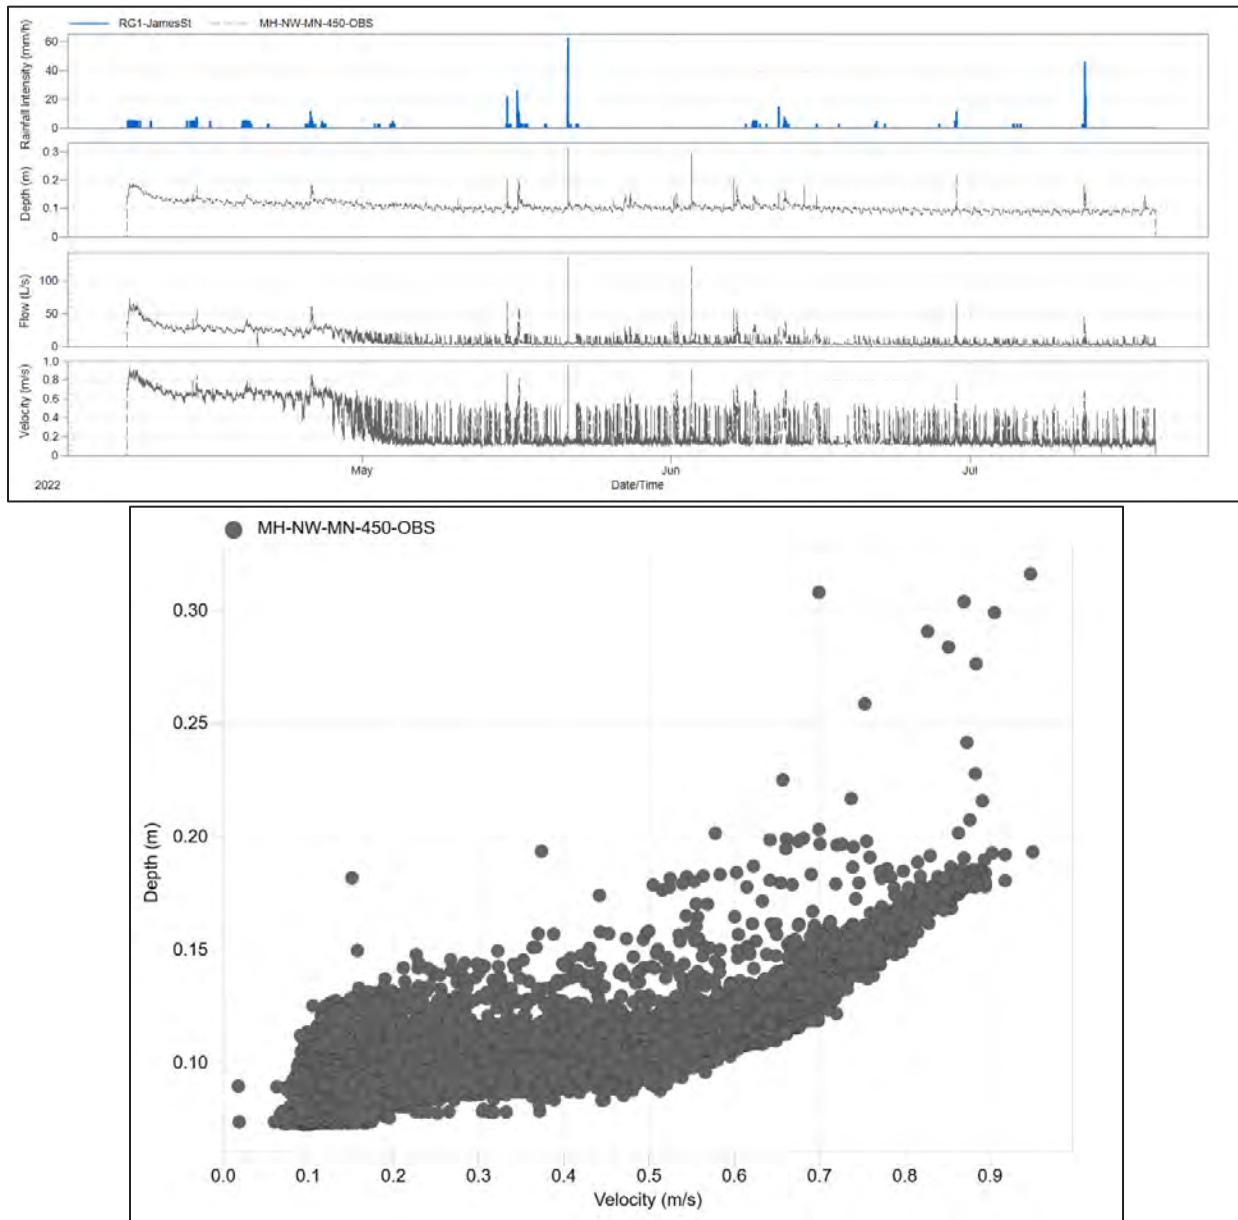 RG1-JamesSt MH-NW-MN-450-OBS
Rainfall intensity (mm/h)
60
40
20
0
Depth (m)
0.3
0.2
0.1
0
Flow (L/s)
100
50
0
Velocity (m/s)
1.0
0.8
0.6
0.4
0.2
0
May Jun Jul
2022 Date/Time
MH-NW-MN-450-OBS
Depth (m)
0.30
0.25
0.20
0.15
0.10
0.0 0.1 0.2 0.3 0.4 0.5 0.6 0.7 0.8 0.9
Velocity (m/s)